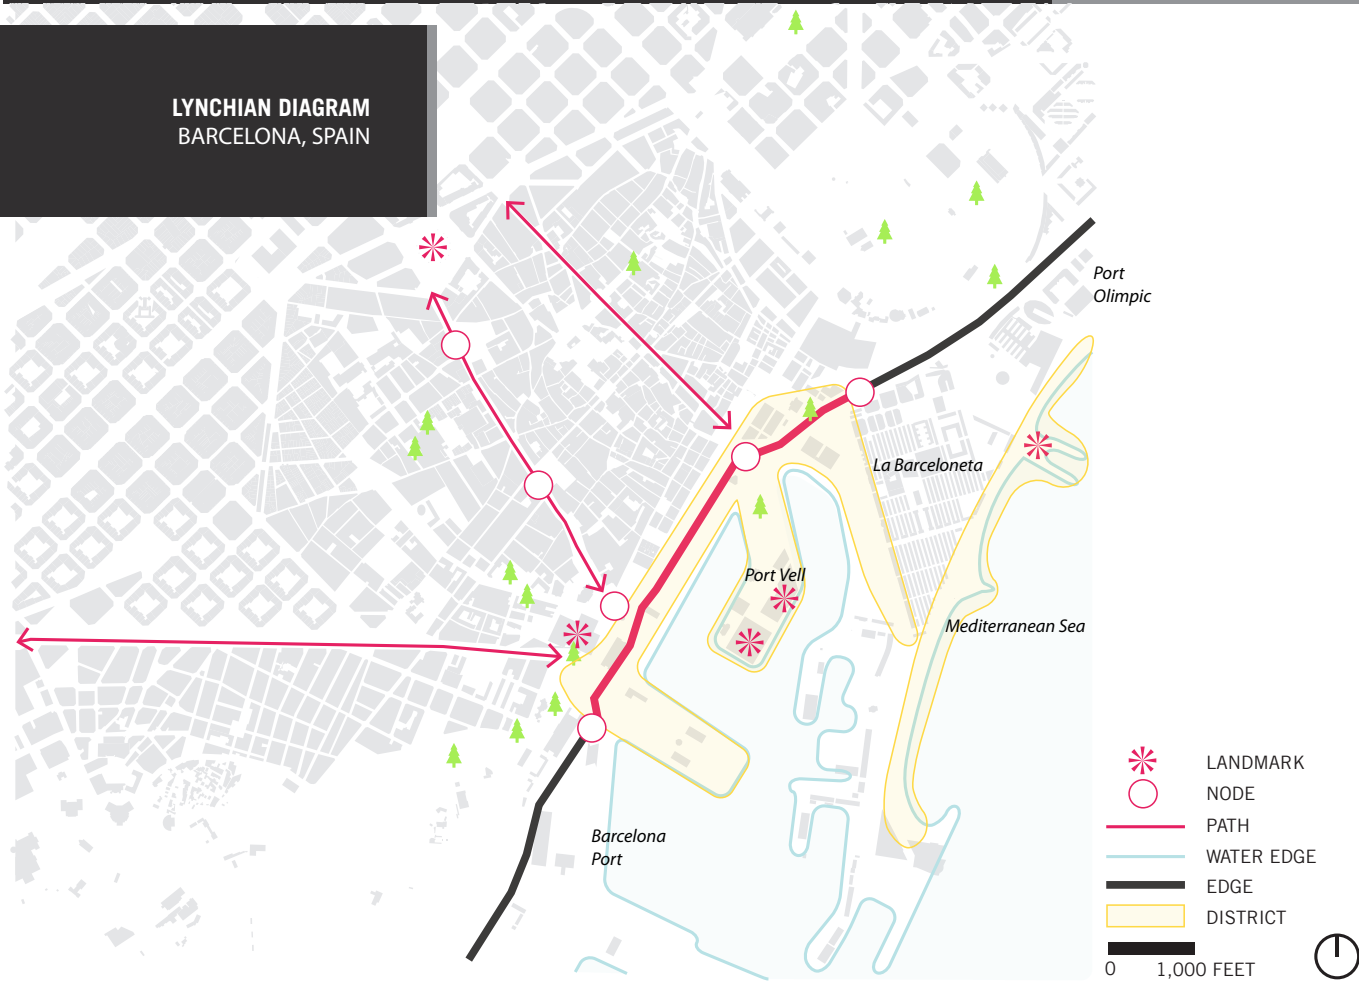 LYNCHIAN DIAGRAM
BARCELONA, SPAIN
Port
Olimpic
La Barceloneta
Port Vell
Mediterranean Sea
Barcelona
Port
LANDMARK
NODE
PATH
WATER EDGE
EDGE
DISTRICT
0 1,000 FEET